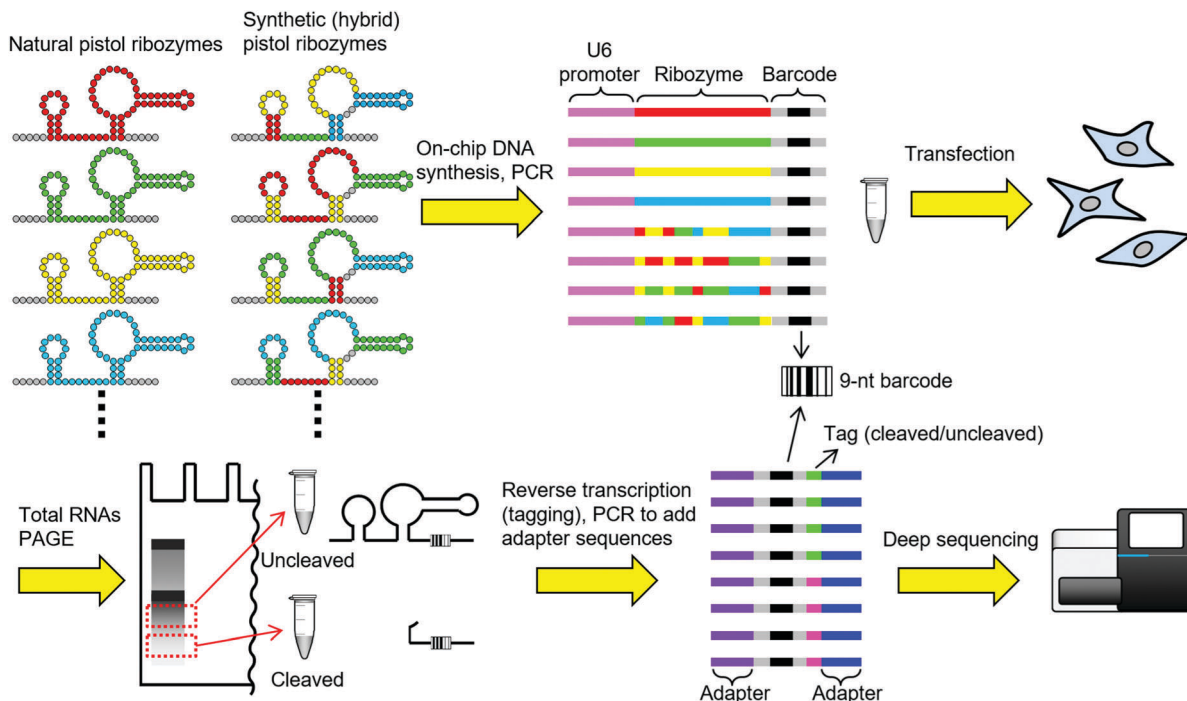 Natural pistol ribozymes
Synthetic (hybrid)
pistol ribozymes
On-chip DNA
synthesis, PCR
U6
promoter
Ribozyme
Barcode
Transfection
9-nt barcode
Tag (cleaved/uncleaved)
Total RNAs
PAGE
Uncleaved
Cleaved
Reverse transcription
(tagging), PCR to add
adapter sequences
Adapter
Adapter
Deep sequencing